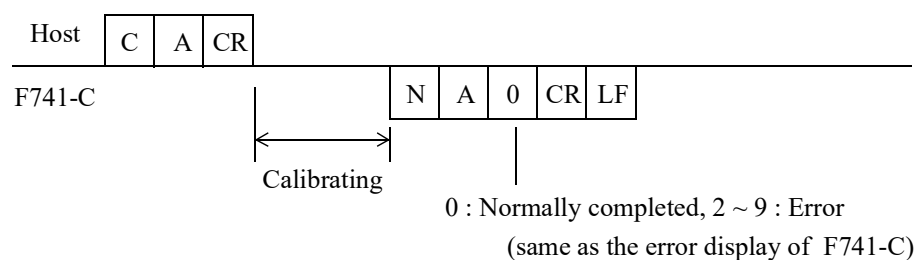 Host C A CR
F741-C
N A 0 CR LF
Calibrating
0 : Normally completed, 2 ~ 9 : Error
(same as the error display of F741-C)